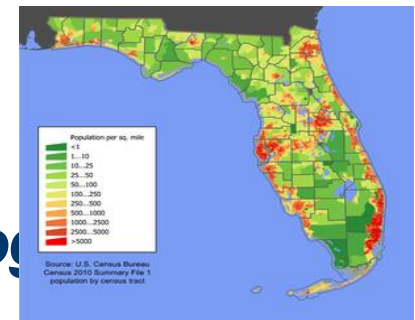 Population per sq. mile
<1
1...10
10...25
25...50
50...100
100...250
250...500
500...1000
1000...2500
2500...5000
>5000
Source: U.S. Census Bureau
Census 2010 Summary File 1
population by census tract